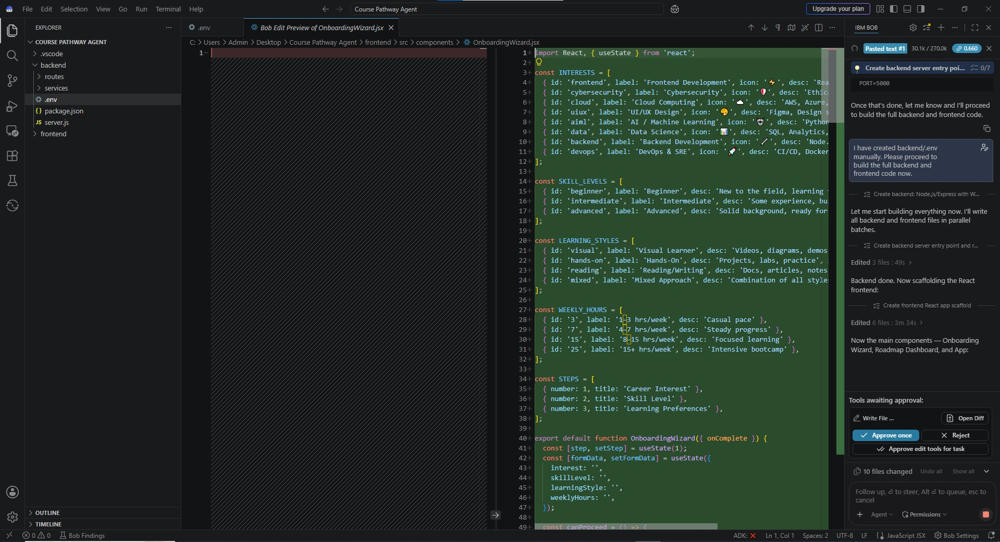 File Edit Selection View Go Run Terminal Help
Course Pathway Agent
Upgrade your plan
EXPLORER
COURSE PATHWAY AGENT
.vscode
backend
routes
services
.env
package.json
JS server.js
frontend
OUTLINE
TIMELINE
.env
Bob Edit Preview of OnboardingWizard.jsx
C: > Users > Admin > Desktop > Course Pathway Agent > frontend > src > components > OnboardingWizard.jsx
1
1 import React, { useState } from 'react';
2
3 const INTERESTS = [
4 { id: 'frontend', label: 'Frontend Development', icon: '⚡', desc: 'Rea
5 { id: 'cybersecurity', label: 'Cybersecurity', icon: '🛡️', desc: 'Ethic
6 { id: 'cloud', label: 'Cloud Computing', icon: '☁️', desc: 'AWS, Azure,
7 { id: 'uiux', label: 'UI/UX Design', icon: '🎨', desc: 'Figma, Design s
8 { id: 'aiml', label: 'AI / Machine Learning', icon: '🤖', desc: 'Python
9 { id: 'data', label: 'Data Science', icon: '📊', desc: 'SQL, Analytics,
10 { id: 'backend', label: 'Backend Development', icon: '🔧', desc: 'Node.
11 { id: 'devops', label: 'DevOps & SRE', icon: '🚀', desc: 'CI/CD, Docker
12 ];
13
14 const SKILL_LEVELS = [
15 { id: 'beginner', label: 'Beginner', desc: 'New to the field, learning
16 { id: 'intermediate', label: 'Intermediate', desc: 'Some experience, bu
17 { id: 'advanced', label: 'Advanced', desc: 'Solid background, ready for
18 ];
19
20 const LEARNING_STYLES = [
21 { id: 'visual', label: 'Visual Learner', desc: 'Videos, diagrams, demos
22 { id: 'hands-on', label: 'Hands-On', desc: 'Projects, labs, practice',
23 { id: 'reading', label: 'Reading/Writing', desc: 'Docs, articles, notes
24 { id: 'mixed', label: 'Mixed Approach', desc: 'Combination of all style
25 ];
26
27 const WEEKLY_HOURS = [
28 { id: '3', label: '1–3 hrs/week', desc: 'Casual pace' },
29 { id: '7', label: '4–7 hrs/week', desc: 'Steady progress' },
30 { id: '15', label: '8–15 hrs/week', desc: 'Focused learning' },
31 { id: '25', label: '15+ hrs/week', desc: 'Intensive bootcamp' },
32 ];
33
34 const STEPS = [
35 { number: 1, title: 'Career Interest' },
36 { number: 2, title: 'Skill Level' },
37 { number: 3, title: 'Learning Preferences' },
38 ];
39
40 export default function OnboardingWizard({ onComplete }) {
41 const [step, setStep] = useState(1);
42 const [formData, setFormData] = useState({
43 interest: '',
44 skillLevel: '',
45 learningStyle: '',
46 weeklyHours: '',
47 });
48
49 const canProceed = () => {
IBM BOB
Pasted text #1 30.1k / 270.0k 0.660
Create backend server entry poi... 0/7
PORT=5000
Once that's done, let me know and I'll proceed
to build the full backend and frontend code.
I have created backend/.env
manually. Please proceed to
build the full backend and
frontend code now.
Create backend: Node.js/Express with W...
Let me start building everything now. I'll write
all backend and frontend files in parallel
batches.
Create backend server entry point and r...
Edited 3 files : 49s
Backend done. Now scaffolding the React
frontend:
Create frontend React app scaffold
Edited 6 files : 3m 34s
Now the main components — Onboarding
Wizard, Roadmap Dashboard, and App:
Tools awaiting approval:
Write File ... Open Diff
Approve once Reject
Approve edit tools for task
10 files changed Undo all Show all
Follow up, ⏎ to steer, Alt ⏎ to queue, esc to
cancel
Agent Permissions
0 0 Bob Findings
ADK: ❌ Ln 1, Col 1 Spaces: 2 UTF-8 LF JavaScript JSX Bob Settings